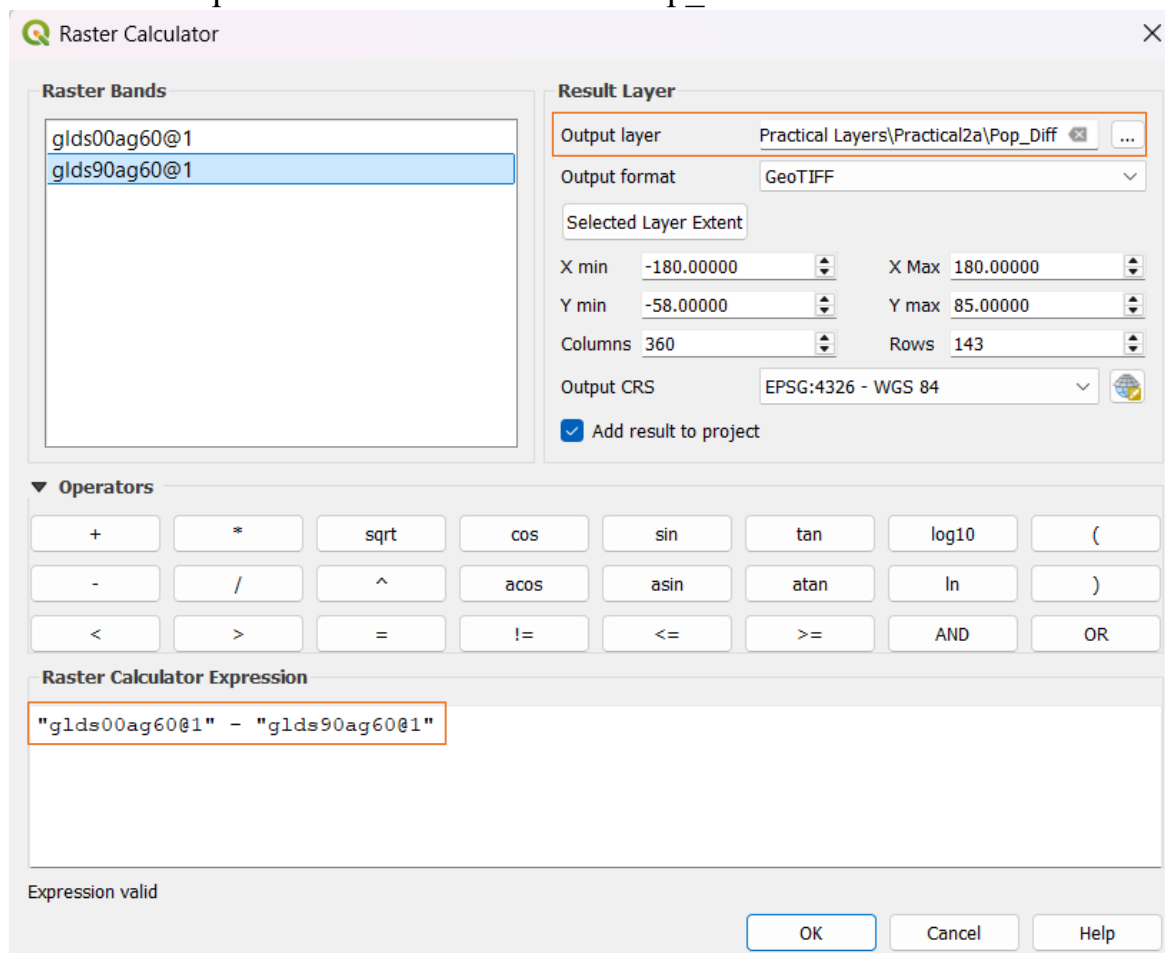 Raster Calculator
Raster Bands
glds00ag60@1
glds90ag60@1
Result Layer
Output layer Practical Layers\Practical2a\Pop_Diff ...
Output format GeoTIFF
Selected Layer Extent
X min -180.00000 X Max 180.00000
Y min -58.00000 Y max 85.00000
Columns 360 Rows 143
Output CRS EPSG:4326 - WGS 84
Add result to project
Operators
+ * sqrt cos sin tan log10 (
- / ^ acos asin atan ln )
< > = != <= >= AND OR
Raster Calculator Expression
"glds00ag60@1" - "glds90ag60@1"
Expression valid
OK Cancel Help